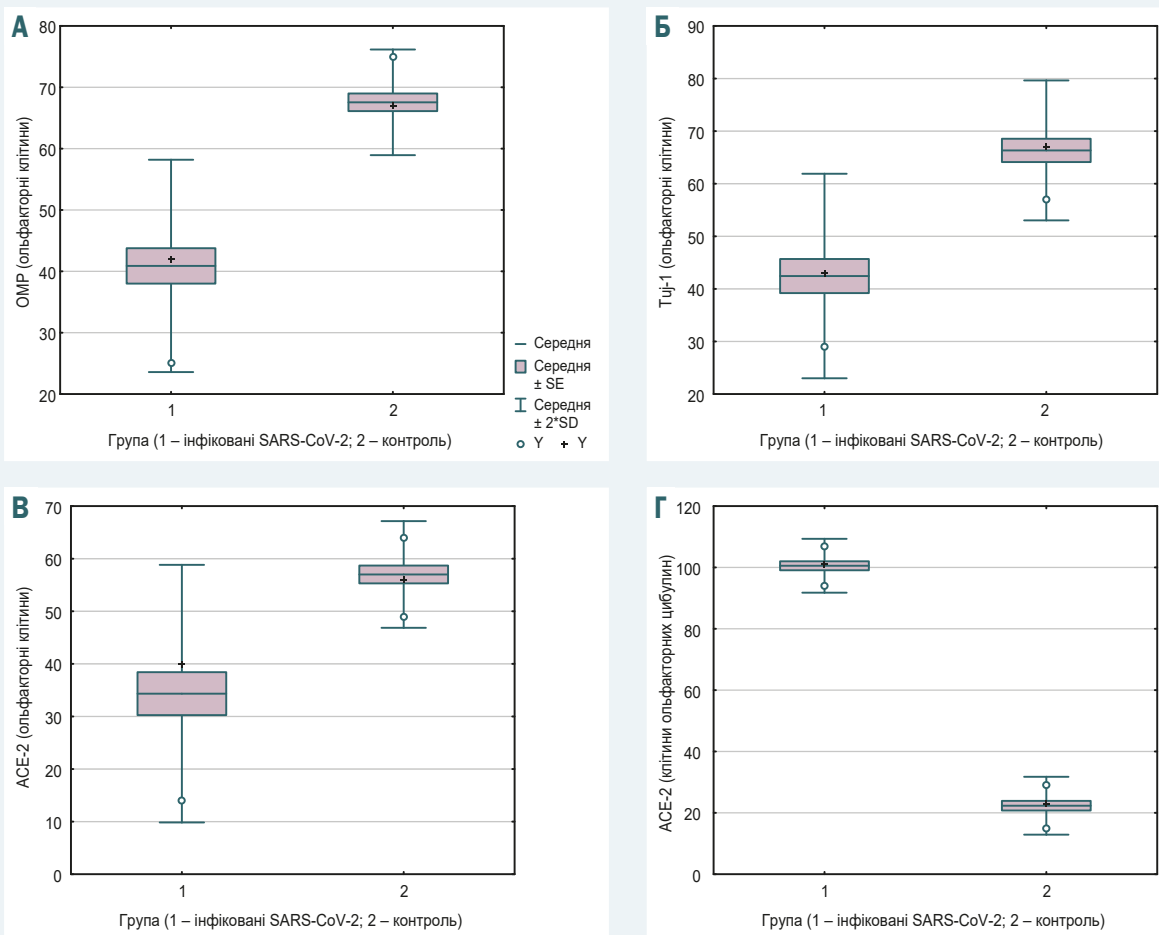 А
80
70
60
50
40
30
20
OMP (ольфакторні клітини)
1
2
Група (1 – інфіковані SARS-CoV-2; 2 – контроль)
Середня
Середня
± SE
Середня
± 2*SD
Y
Y
Б
90
80
70
60
50
40
30
20
Tuj-1 (ольфакторні клітини)
1
2
Група (1 – інфіковані SARS-CoV-2; 2 – контроль)
В
70
60
50
40
30
20
10
0
ACE-2 (ольфакторні клітини)
1
2
Група (1 – інфіковані SARS-CoV-2; 2 – контроль)
Г
120
100
80
60
40
20
0
ACE-2 (клітини ольфакторних цибулин)
1
2
Група (1 – інфіковані SARS-CoV-2; 2 – контроль)